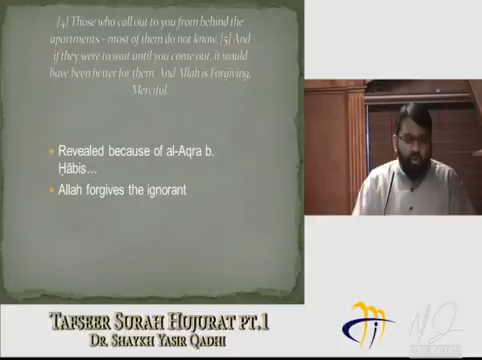 [4] Those who call out to you from behind the
apartments - most of them do not know. [5] And
if they were to wait until you come out, it would
have been better for them. And Allah is Forgiving,
Merciful.
Revealed because of al-Aqra b.
Ḥābis...
Allah forgives the ignorant
Tafseer Surah Hujurat pt.1
Dr. Shaykh Yasir Qadhi